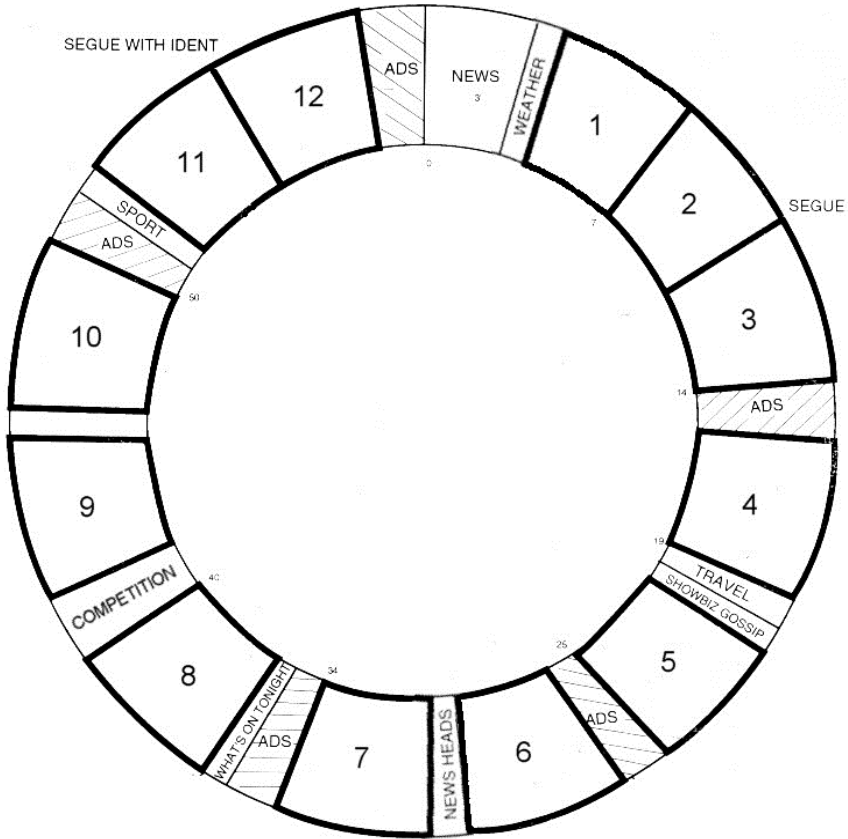 SEGUE WITH IDENT
ADS
NEWS
3'
WEATHER
0
1
7
2
SEGUE
3
14
ADS
4
19
TRAVEL
SHOWBIZ GOSSIP
5
25
ADS
6
NEWS HEADS
7
34
ADS
WHAT'S ON TONIGHT
8
40
COMPETITION
9
10
50
ADS
SPORT
11
12